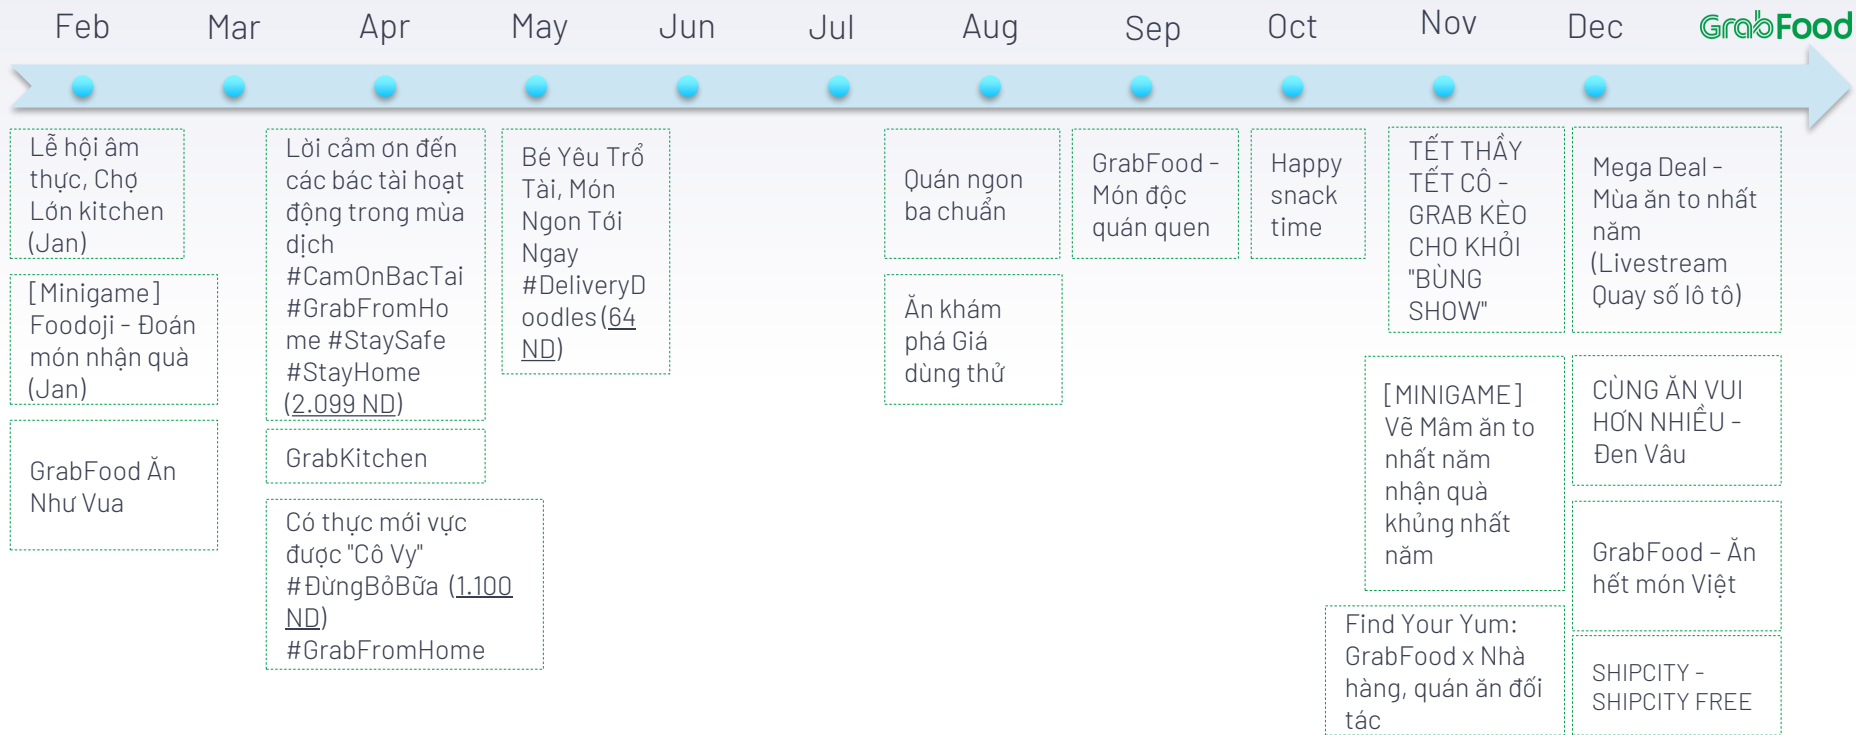 Feb
Mar
Apr
May
Jun
Jul
Aug
Sep
Oct
Nov
Dec
GrabFood
Lễ hội âm
thực, Chợ
Lớn kitchen
(Jan)
[Minigame]
Foodoji - Đoán
món nhận quà
(Jan)
GrabFood Ăn
Như Vua
Lời cảm ơn đến
các bác tài hoạt
động trong mùa
dịch
#CamOnBacTai
#GrabFromHo
me #StaySafe
#StayHome
(2.099 ND)
GrabKitchen
Có thực mới vực
được "Cô Vy"
#ĐừngBỏBữa (1.100
ND)
#GrabFromHome
Bé Yêu Trổ
Tài, Món
Ngon Tới
Ngay
#DeliveryD
oodles (64
ND)
Quán ngon
ba chuẩn
Ăn khám
phá Giá
dùng thử
GrabFood -
Món độc
quán quen
Happy
snack
time
TẾT THẦY
TẾT CÔ -
GRAB KÈO
CHO KHỎI
"BÙNG
SHOW"
[MINIGAME]
Vẽ Mâm ăn to
nhất năm
nhận quà
khủng nhất
năm
Find Your Yum:
GrabFood x Nhà
hàng, quán ăn đối
tác
Mega Deal -
Mùa ăn to nhất
năm
(Livestream
Quay số lô tô)
CÙNG ĂN VUI
HƠN NHIỀU -
Đen Vâu
GrabFood – Ăn
hết món Việt
SHIPCITY -
SHIPCITY FREE